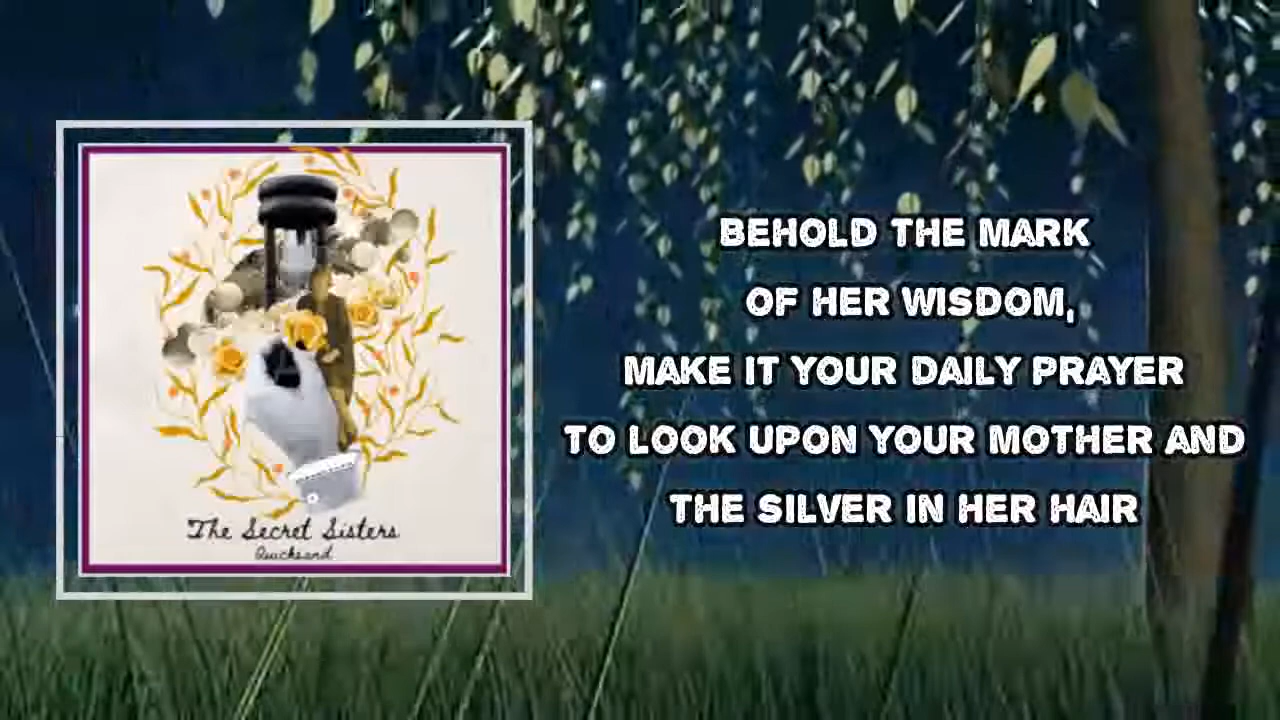 The Secret Sisters
Quicksand
BEHOLD THE MARK
OF HER WISDOM,
MAKE IT YOUR DAILY PRAYER
TO LOOK UPON YOUR MOTHER AND
THE SILVER IN HER HAIR